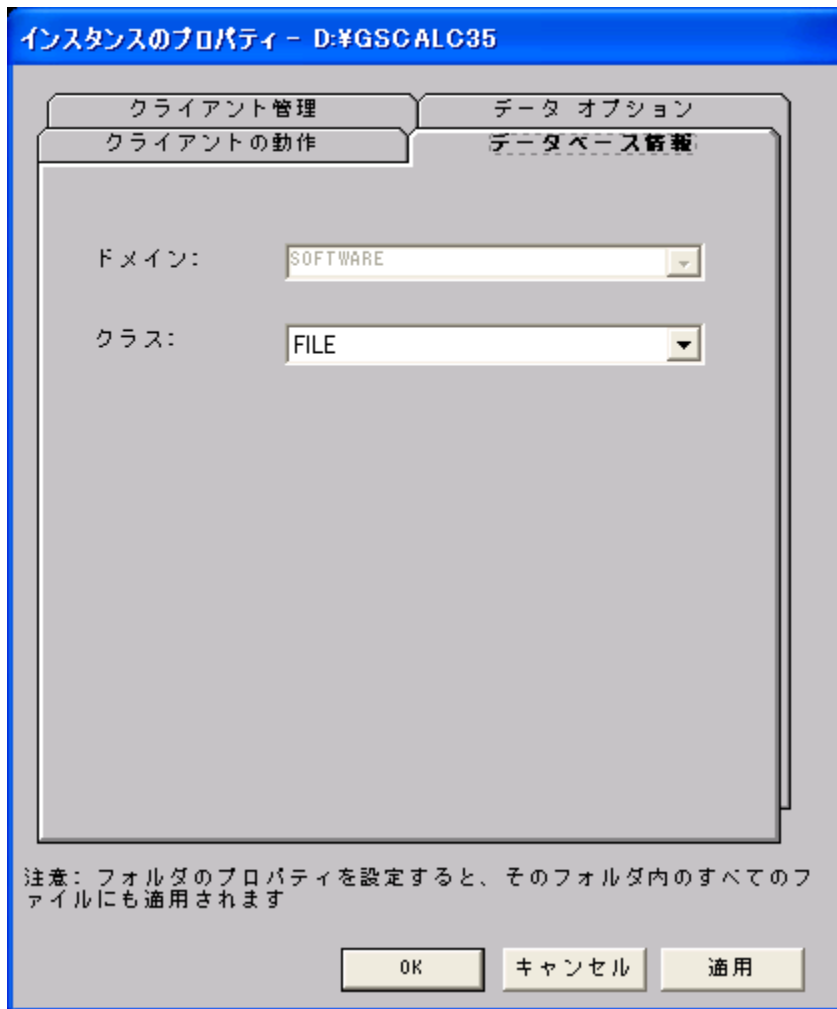 インスタンスのプロパティ - D:¥GSCALC35
クライアント管理
データ オプション
クライアントの動作
データベース情報
ドメイン:
SOFTWARE
クラス:
FILE
注意: フォルダのプロパティを設定すると、そのフォルダ内のすべてのフ
ァイルにも適用されます
OK
キャンセル
適用